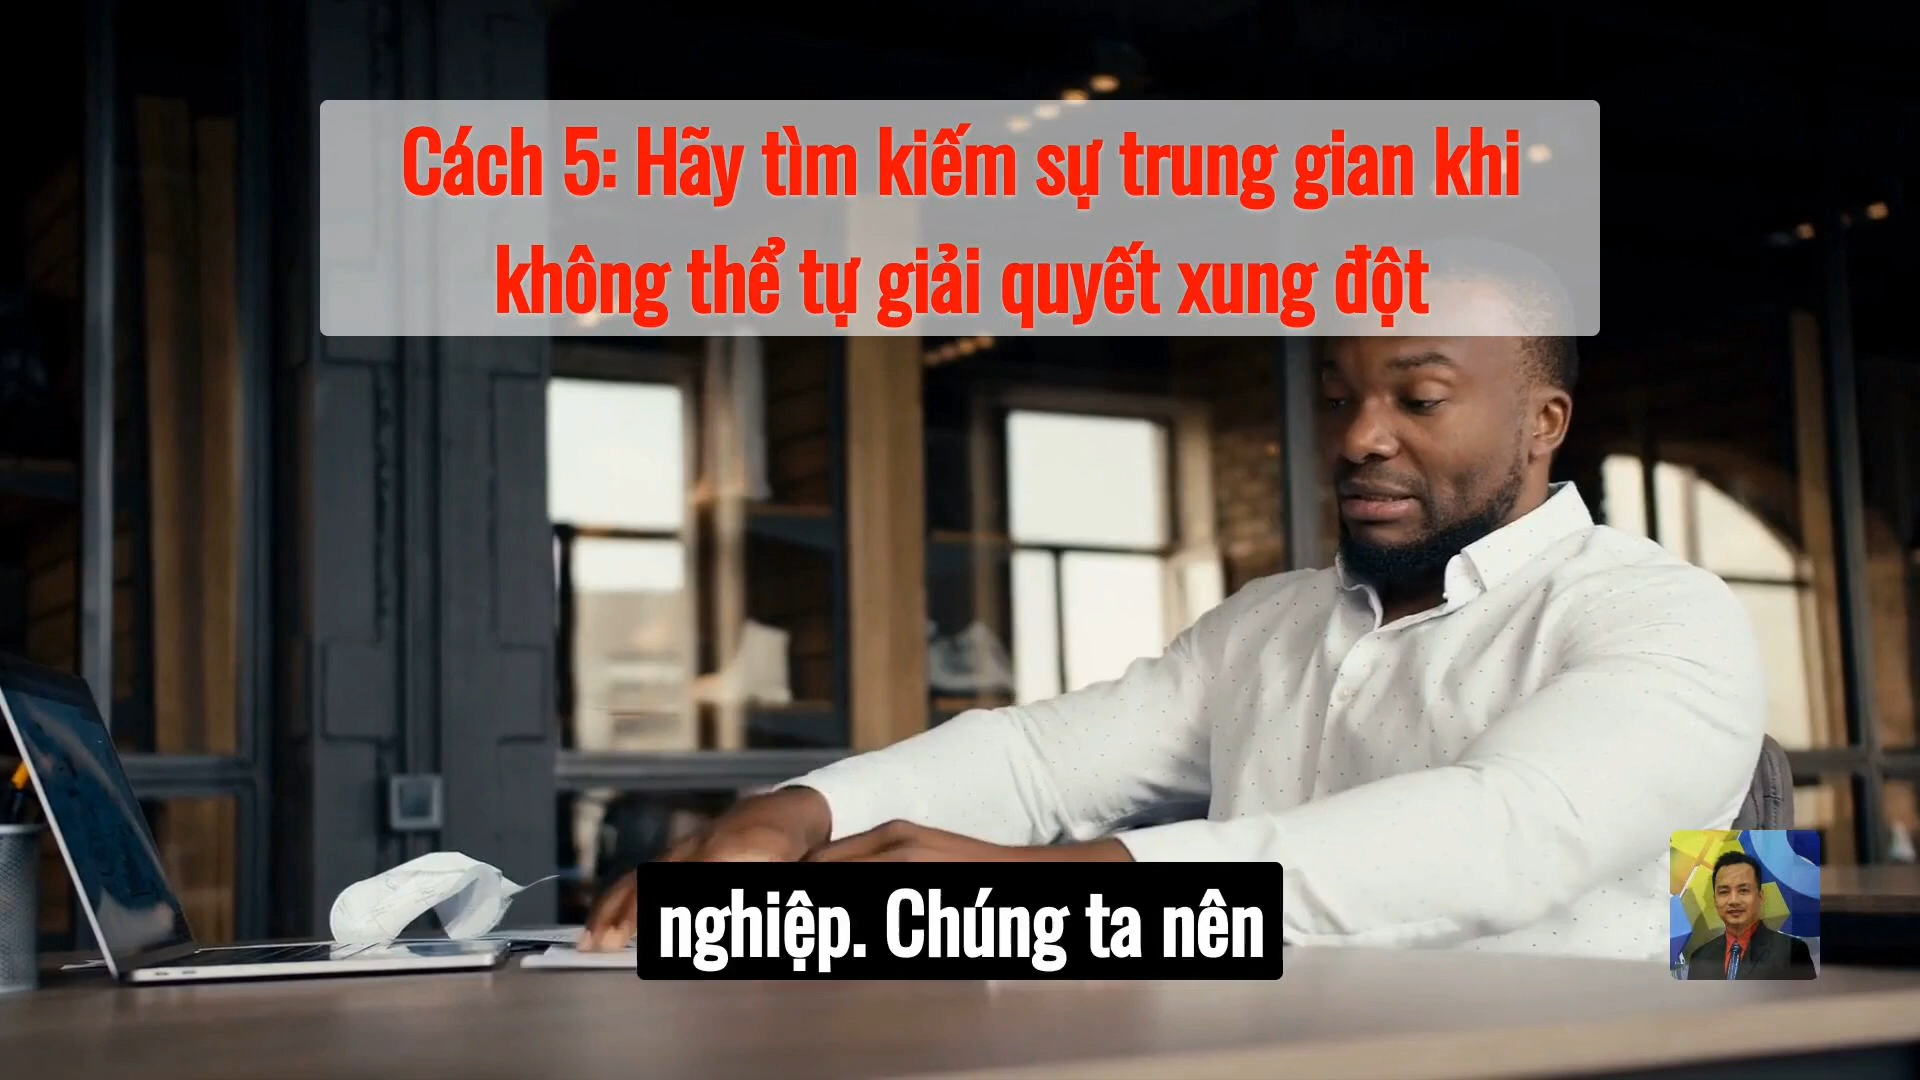 Cách 5: Hãy tìm kiếm sự trung gian khi
không thể tự giải quyết xung đột
nghiệp. Chúng ta nên